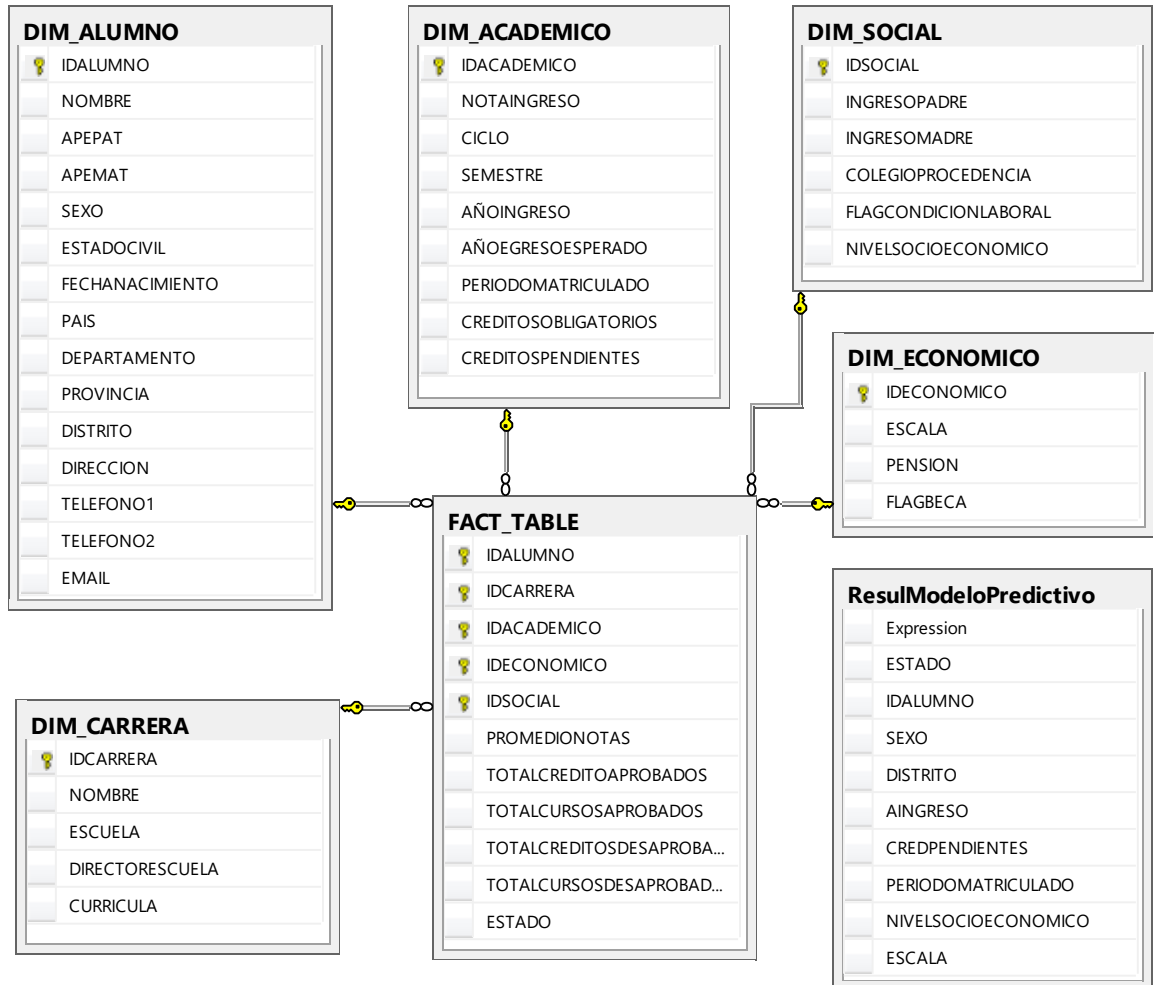 DIM_ALUMNO
IDALUMNO
NOMBRE
APEPAT
APEMAT
SEXO
ESTADOCIVIL
FECHANACIMIENTO
PAIS
DEPARTAMENTO
PROVINCIA
DISTRITO
DIRECCION
TELEFONO1
TELEFONO2
EMAIL
DIM_ACADEMICO
IDACADEMICO
NOTAINGRESO
CICLO
SEMESTRE
AÑOINGRESO
AÑOEGRESOESPERADO
PERIODOMATRICULADO
CREDITOSOBLIGATORIOS
CREDITOSPENDIENTES
DIM_SOCIAL
IDSOCIAL
INGRESOPADRE
INGRESOMADRE
COLEGIOPROCEDENCIA
FLAGCONDICIONLABORAL
NIVELSOCIOECONOMICO
DIM_ECONOMICO
IDECONOMICO
ESCALA
PENSION
FLAGBECA
FACT_TABLE
IDALUMNO
IDCARRERA
IDACADEMICO
IDECONOMICO
IDSOCIAL
PROMEDIONOTAS
TOTALCREDITOAPROBADOS
TOTALCURSOSAPROBADOS
TOTALCREDITOSDESAPROBA...
TOTALCURSOSDESAPROBAD...
ESTADO
DIM_CARRERA
IDCARRERA
NOMBRE
ESCUELA
DIRECTORESCUELA
CURRICULA
ResulModeloPredictivo
Expression
ESTADO
IDALUMNO
SEXO
DISTRITO
AINGRESO
CREDPENDIENTES
PERIODOMATRICULADO
NIVELSOCIOECONOMICO
ESCALA